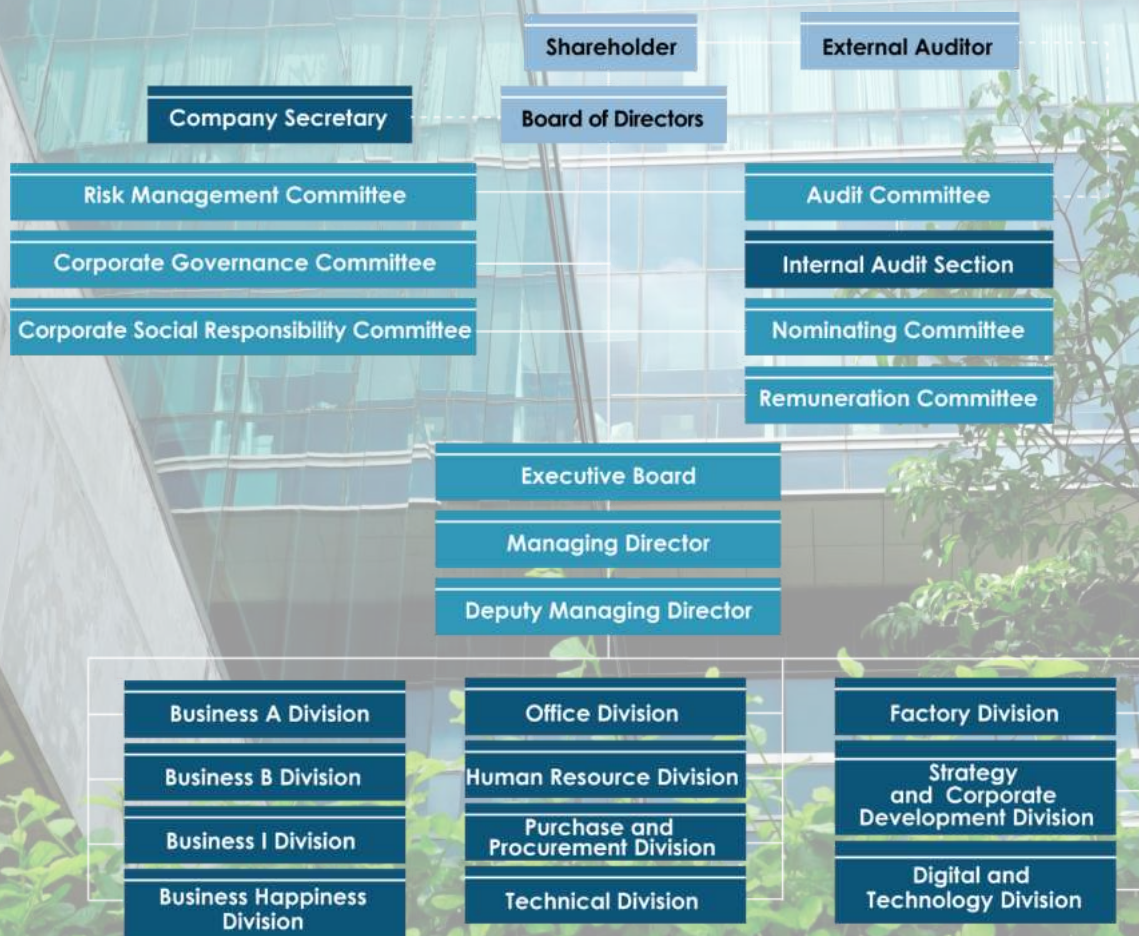 Shareholder
External Auditor
Company Secretary
Board of Directors
Risk Management Committee
Audit Committee
Corporate Governance Committee
Internal Audit Section
Corporate Social Responsibility Committee
Nominating Committee
Remuneration Committee
Executive Board
Managing Director
Deputy Managing Director
Business A Division
Office Division
Factory Division
Business B Division
Human Resource Division
Strategy
and Corporate
Development Division
Business I Division
Purchase and
Procurement Division
Business Happiness
Division
Technical Division
Digital and
Technology Division